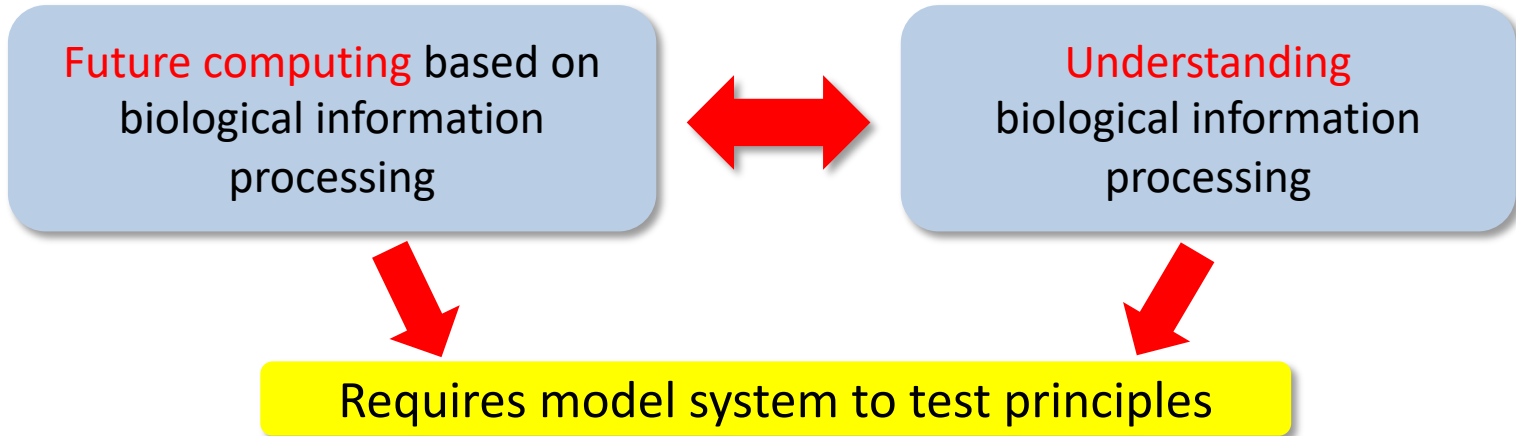 Future computing based on
biological information
processing
Understanding
biological information
processing
Requires model system to test principles